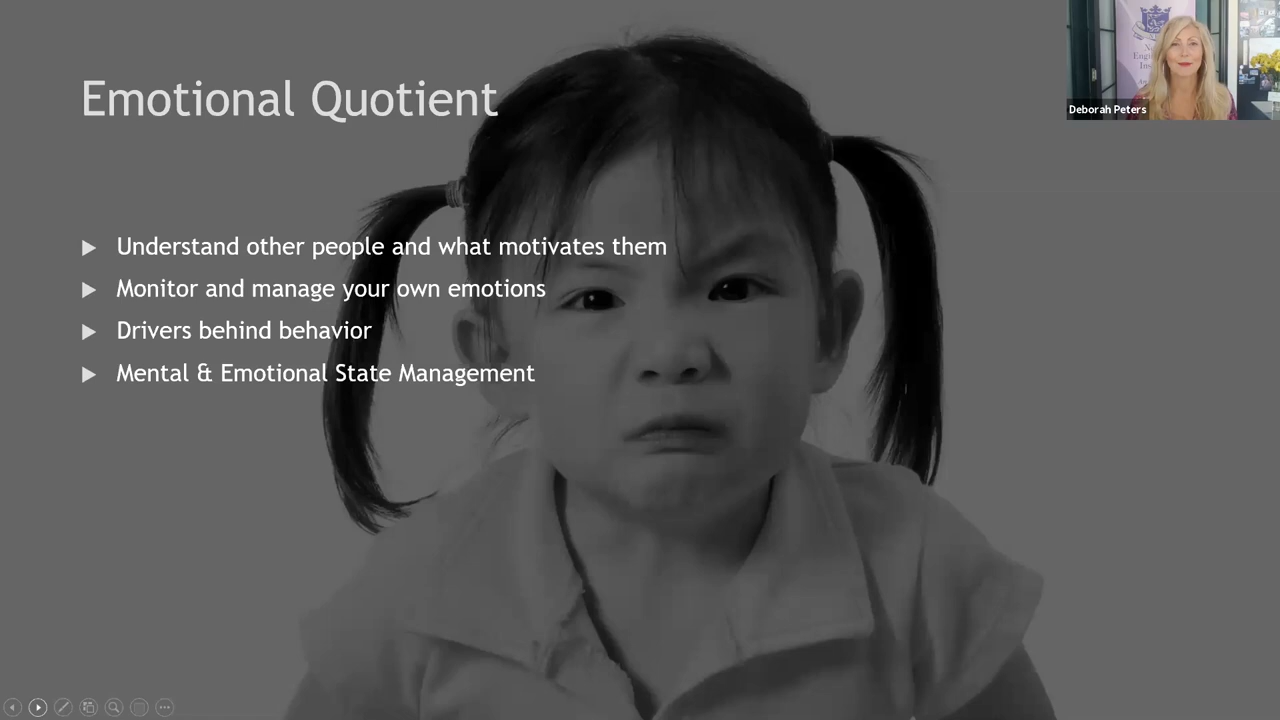 Emotional Quotient
Understand other people and what motivates them
Monitor and manage your own emotions
Drivers behind behavior
Mental & Emotional State Management
Deborah Peters